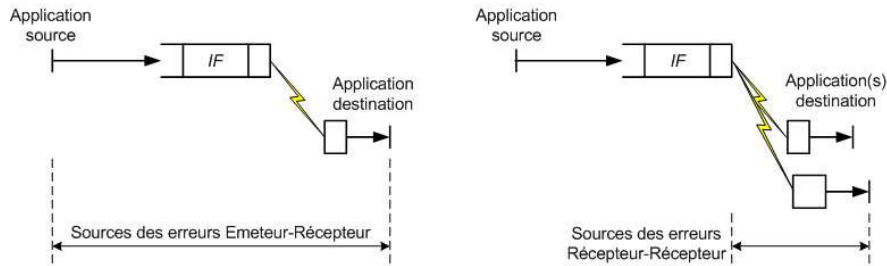 Application
source
IF
Application
destination
Sources des erreurs Emeteur-Récepteur
Application
source
IF
Application(s)
destination
Sources des erreurs
Récepteur-Récepteur